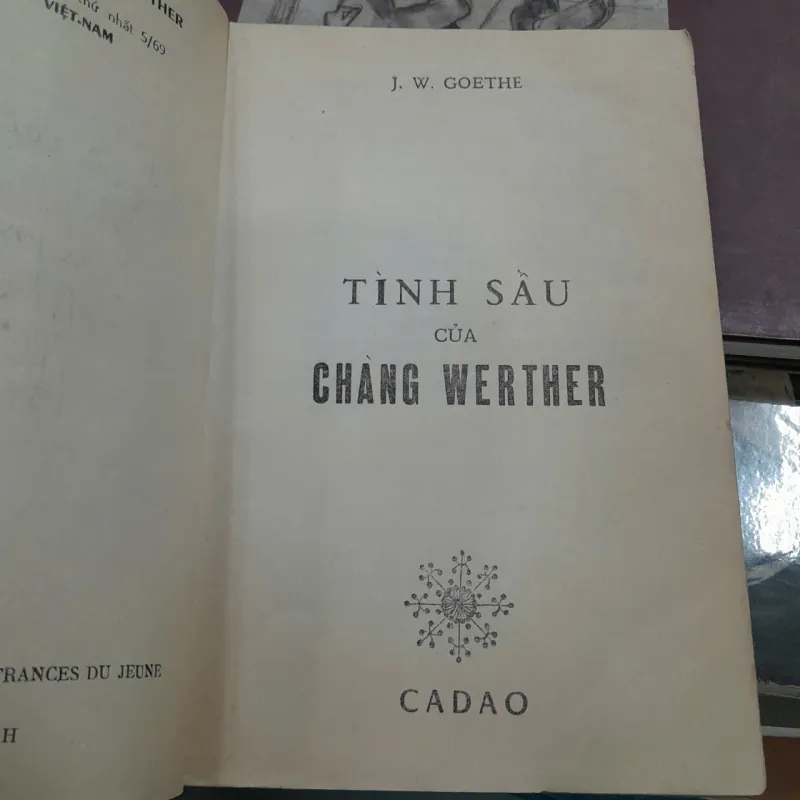 THER
thứ nhất 5/69
VIỆT-NAM
TRANCES DU JEUNE
H
J. W. GOETHE
TÌNH SẦU
CỦA
CHÀNG WERTHER
CADAO